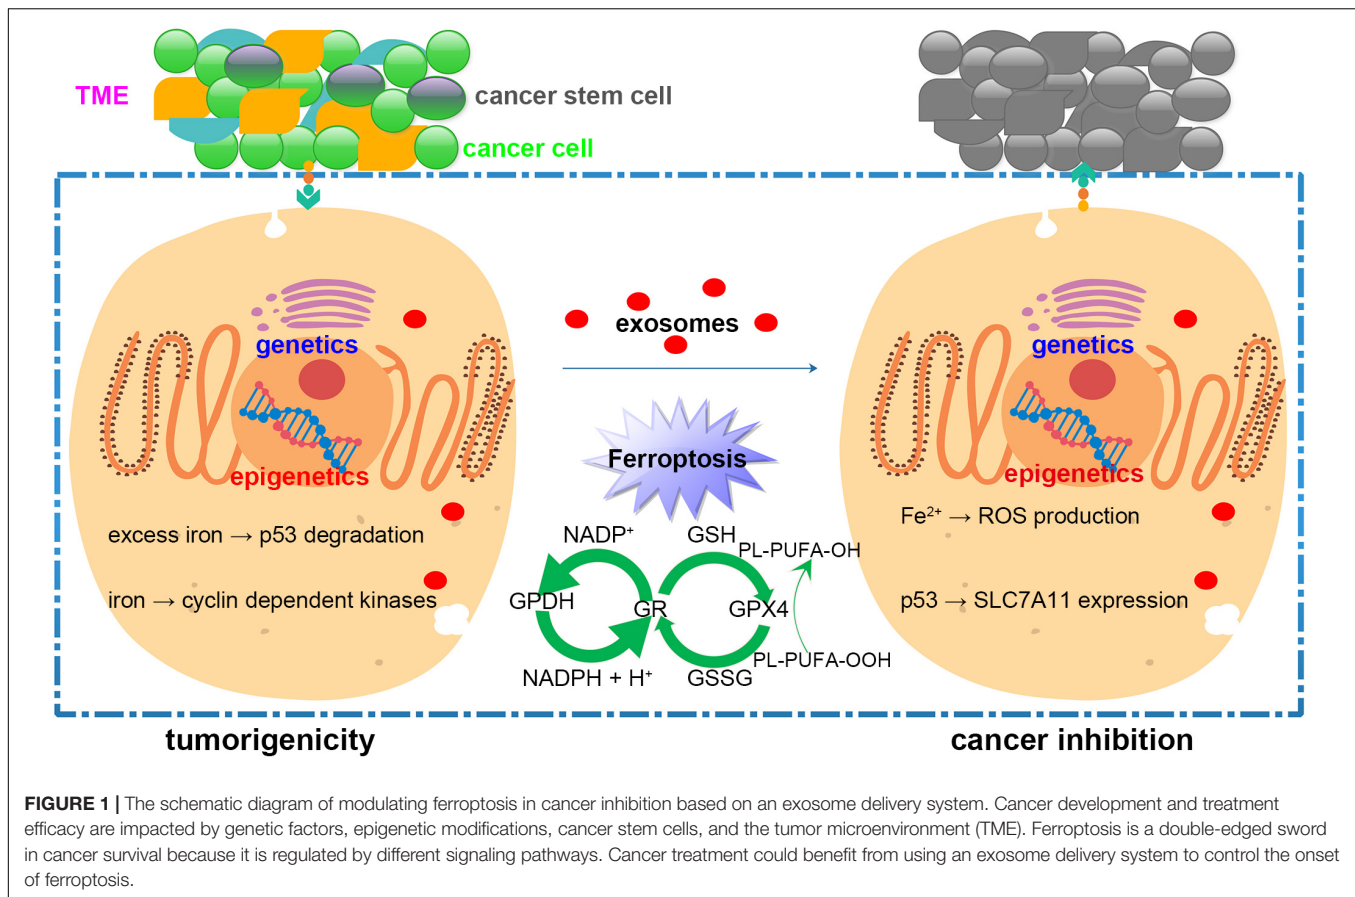 TME
cancer stem cell
cancer cell
exosomes
genetics
genetics
Ferroptosis
epigenetics
epigenetics
excess iron → p53 degradation
iron → cyclin dependent kinases
NADP⁺
GSH
PL-PUFA-OH
GPDH
GR
GPX4
NADPH + H⁺
GSSG
PL-PUFA-OOH
Fe²⁺ → ROS production
p53 → SLC7A11 expression
tumorigenicity
cancer inhibition
FIGURE 1 | The schematic diagram of modulating ferroptosis in cancer inhibition based on an exosome delivery system. Cancer development and treatment
efficacy are impacted by genetic factors, epigenetic modifications, cancer stem cells, and the tumor microenvironment (TME). Ferroptosis is a double-edged sword
in cancer survival because it is regulated by different signaling pathways. Cancer treatment could benefit from using an exosome delivery system to control the onset
of ferroptosis.